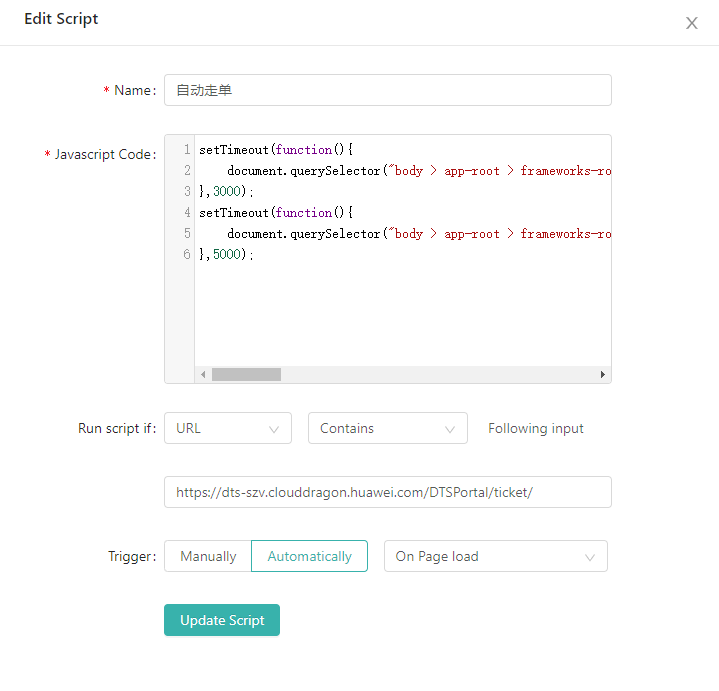 Edit Script
* Name:
自动走单
* Javascript Code:
1 setTimeout(function(){
2 document.querySelector("body > app-root > frameworks-ro
3 },3000);
4 setTimeout(function(){
5 document.querySelector("body > app-root > frameworks-ro
6 },5000);
Run script if: URL Contains Following input
https://dts-szv.clouddragon.huawei.com/DTSPortal/ticket/
Trigger: Manually Automatically On Page load
Update Script